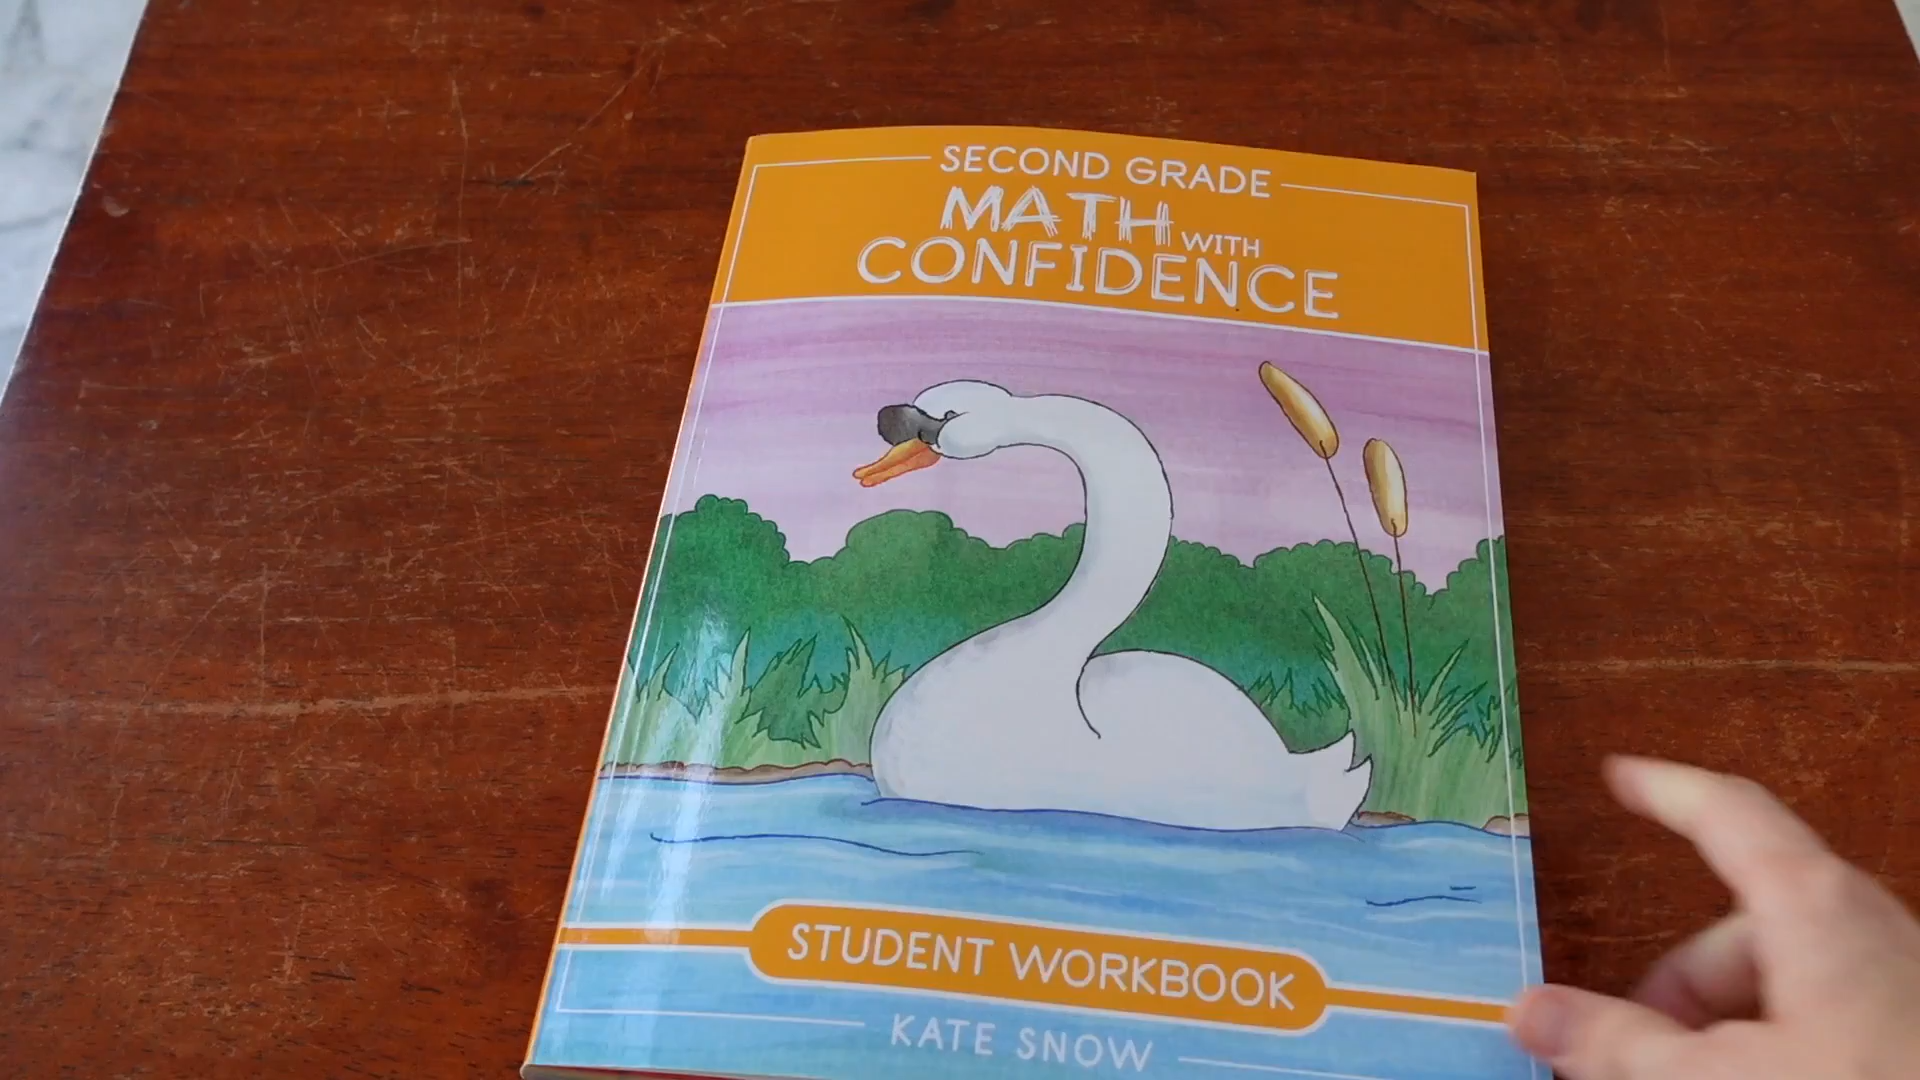 SECOND GRADE
MATH WITH
CONFIDENCE
STUDENT WORKBOOK
KATE SNOW